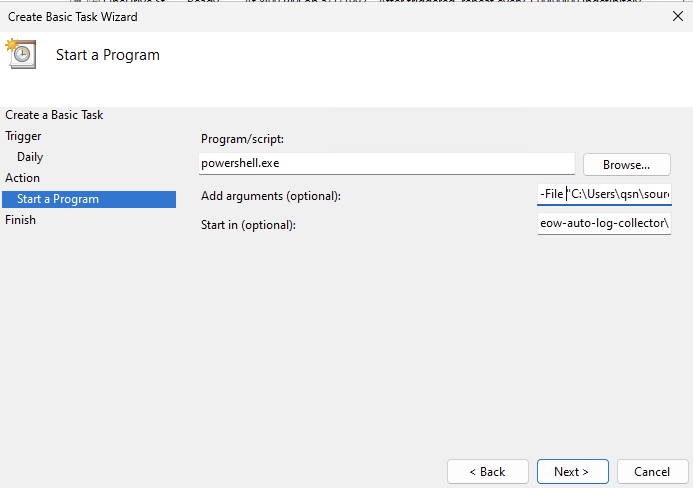 Create Basic Task Wizard
Start a Program
Create a Basic Task
Trigger
Daily
Action
Start a Program
Finish
Program/script:
powershell.exe
Browse...
Add arguments (optional):
-File "C:\Users\qsn\sour
Start in (optional):
eow-auto-log-collector\
< Back
Next >
Cancel